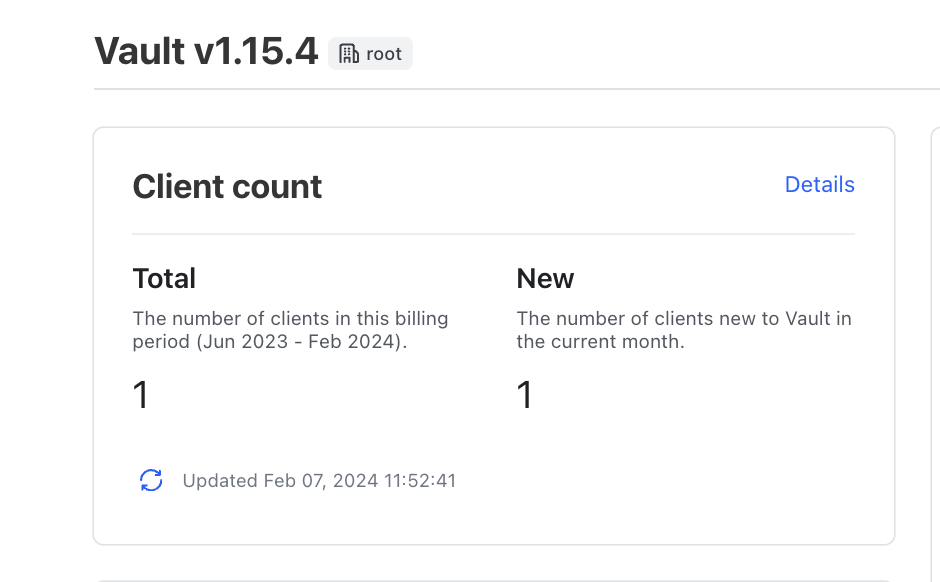 Vault v1.15.4 root
Client count
Details
Total
The number of clients in this billing
period (Jun 2023 - Feb 2024).
1
New
The number of clients new to Vault in
the current month.
1
Updated Feb 07, 2024 11:52:41